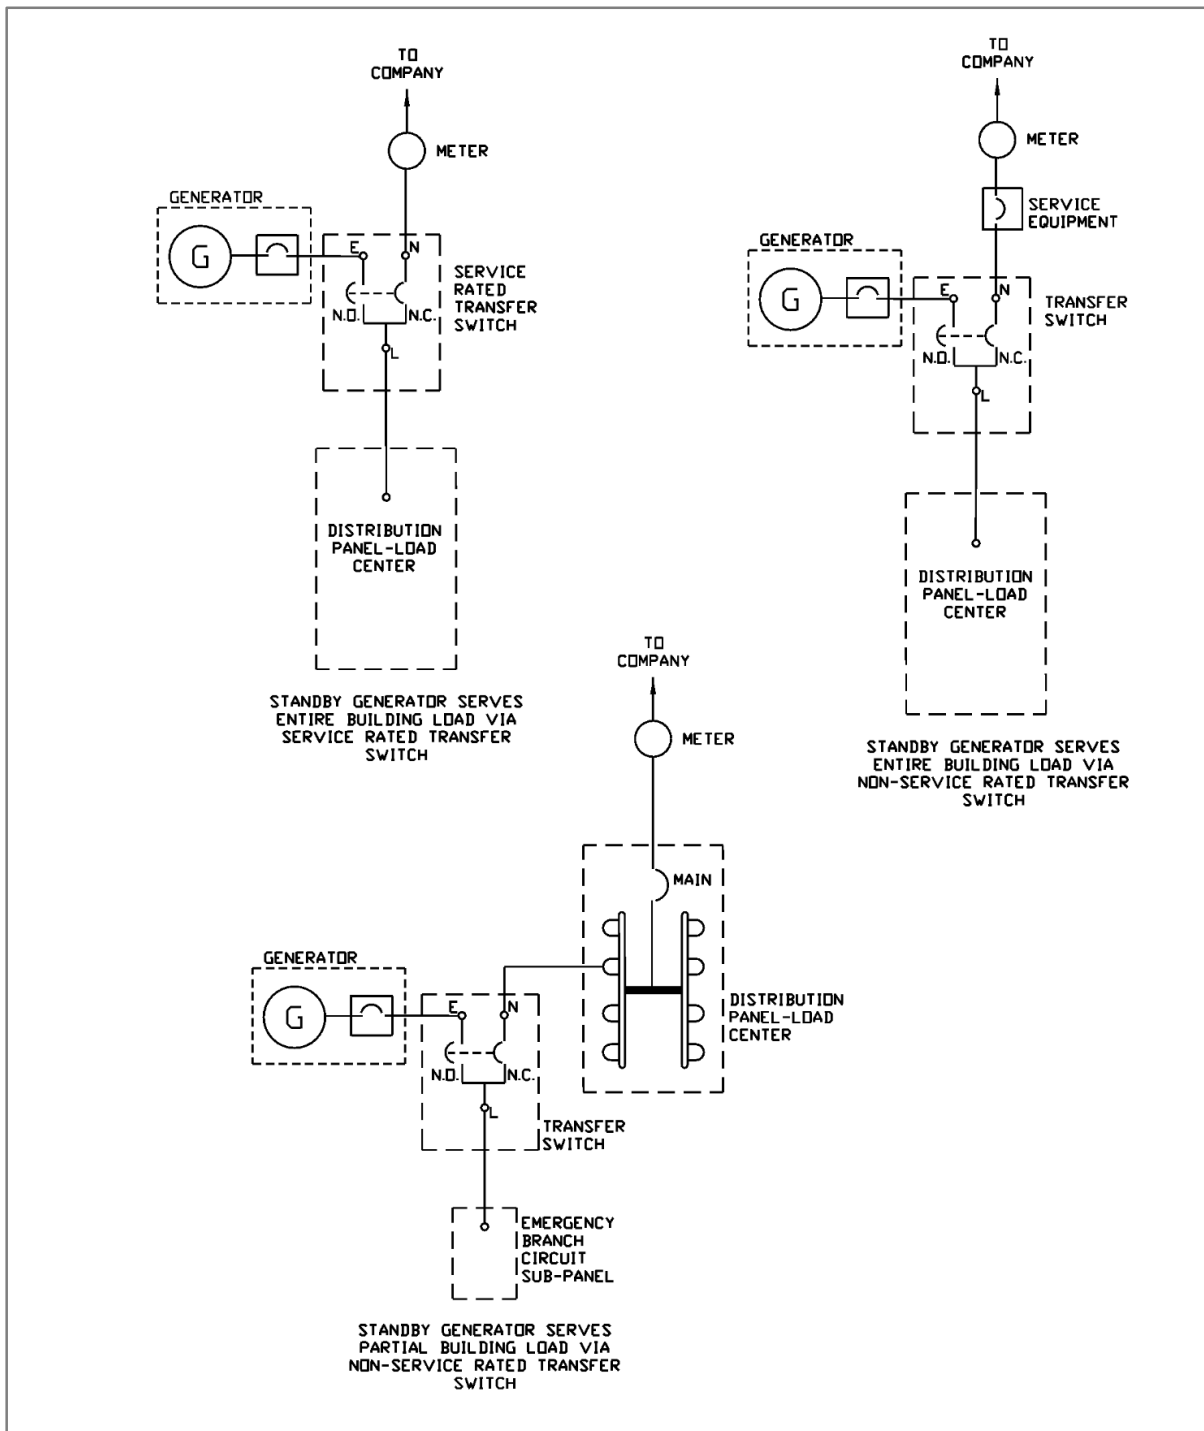 TO
COMPANY
METER
GENERATOR
G
E
N
N.O.
N.C.
L
SERVICE
RATED
TRANSFER
SWITCH
DISTRIBUTION
PANEL-LOAD
CENTER
STANDBY GENERATOR SERVES
ENTIRE BUILDING LOAD VIA
SERVICE RATED TRANSFER
SWITCH
TO
COMPANY
METER
SERVICE
EQUIPMENT
GENERATOR
G
E
N
N.O.
N.C.
L
TRANSFER
SWITCH
DISTRIBUTION
PANEL-LOAD
CENTER
STANDBY GENERATOR SERVES
ENTIRE BUILDING LOAD VIA
NON-SERVICE RATED TRANSFER
SWITCH
TO
COMPANY
METER
MAIN
DISTRIBUTION
PANEL-LOAD
CENTER
GENERATOR
G
E
N
N.O.
N.C.
L
TRANSFER
SWITCH
EMERGENCY
BRANCH
CIRCUIT
SUB-PANEL
STANDBY GENERATOR SERVES
PARTIAL BUILDING LOAD VIA
NON-SERVICE RATED TRANSFER
SWITCH